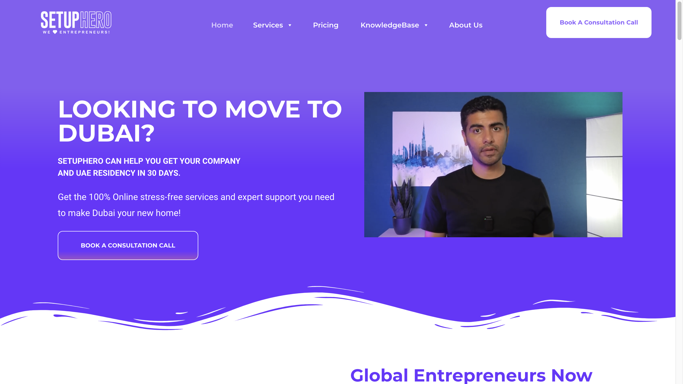 SETUPHERO
WE ENTREPRENEURS!
Home
Services
Pricing
KnowledgeBase
About Us
Book A Consultation Call
LOOKING TO MOVE TO
DUBAI?
SETUPHERO CAN HELP YOU GET YOUR COMPANY
AND UAE RESIDENCY IN 30 DAYS.
Get the 100% Online stress-free services and expert support you need
to make Dubai your new home!
BOOK A CONSULTATION CALL
Global Entrepreneurs Now